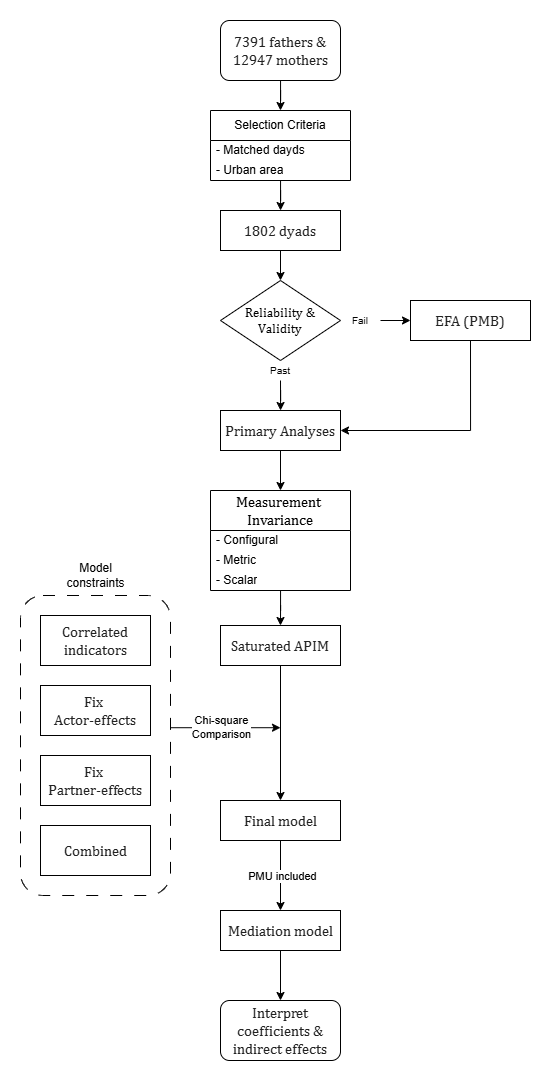 7391 fathers &
12947 mothers
Selection Criteria
- Matched dayds
- Urban area
1802 dyads
Reliability &
Validity
Fail
EFA (PMB)
Past
Primary Analyses
Measurement
Invariance
- Configural
- Metric
- Scalar
Model
constraints
Correlated
indicators
Saturated APIM
Fix
Actor-effects
Chi-square
Comparison
Fix
Partner-effects
Combined
Final model
PMU included
Mediation model
Interpret
coefficients &
indirect effects